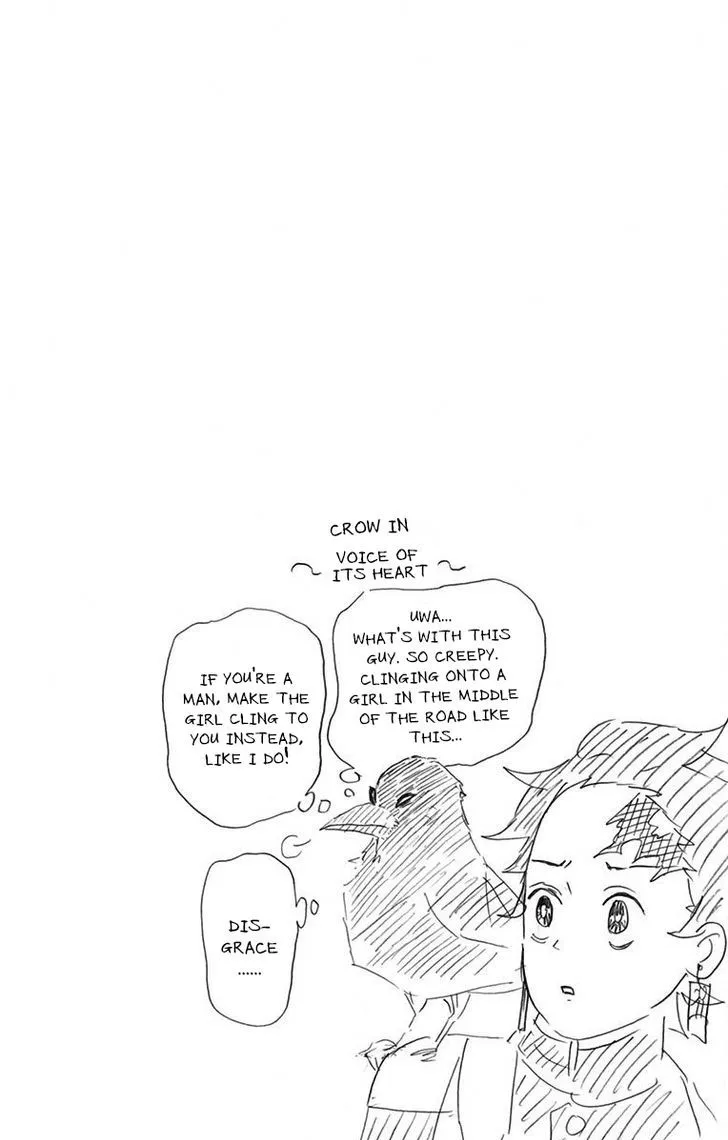 CROW IN
~ VOICE OF
ITS HEART ~
UWA...
WHAT'S WITH THIS
GUY. SO CREEPY.
CLINGING ONTO A
GIRL IN THE MIDDLE
OF THE ROAD LIKE
THIS...
IF YOU'RE A
MAN, MAKE THE
GIRL CLING TO
YOU INSTEAD,
LIKE I DO!
DIS-
GRACE
......